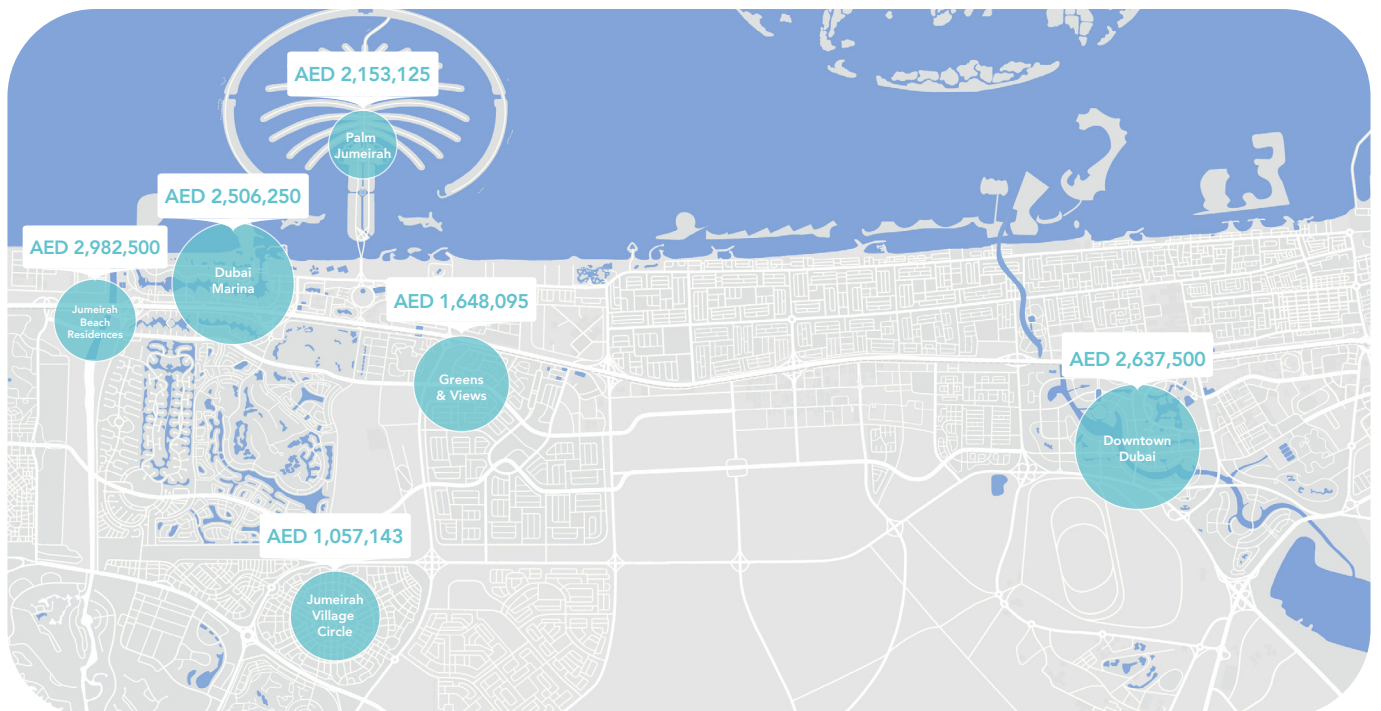 AED 2,153,125
Palm
Jumeirah
AED 2,506,250
Dubai
Marina
AED 2,982,500
Jumeirah
Beach
Residences
AED 1,648,095
Greens
& Views
AED 2,637,500
Downtown
Dubai
AED 1,057,143
Jumeirah
Village
Circle